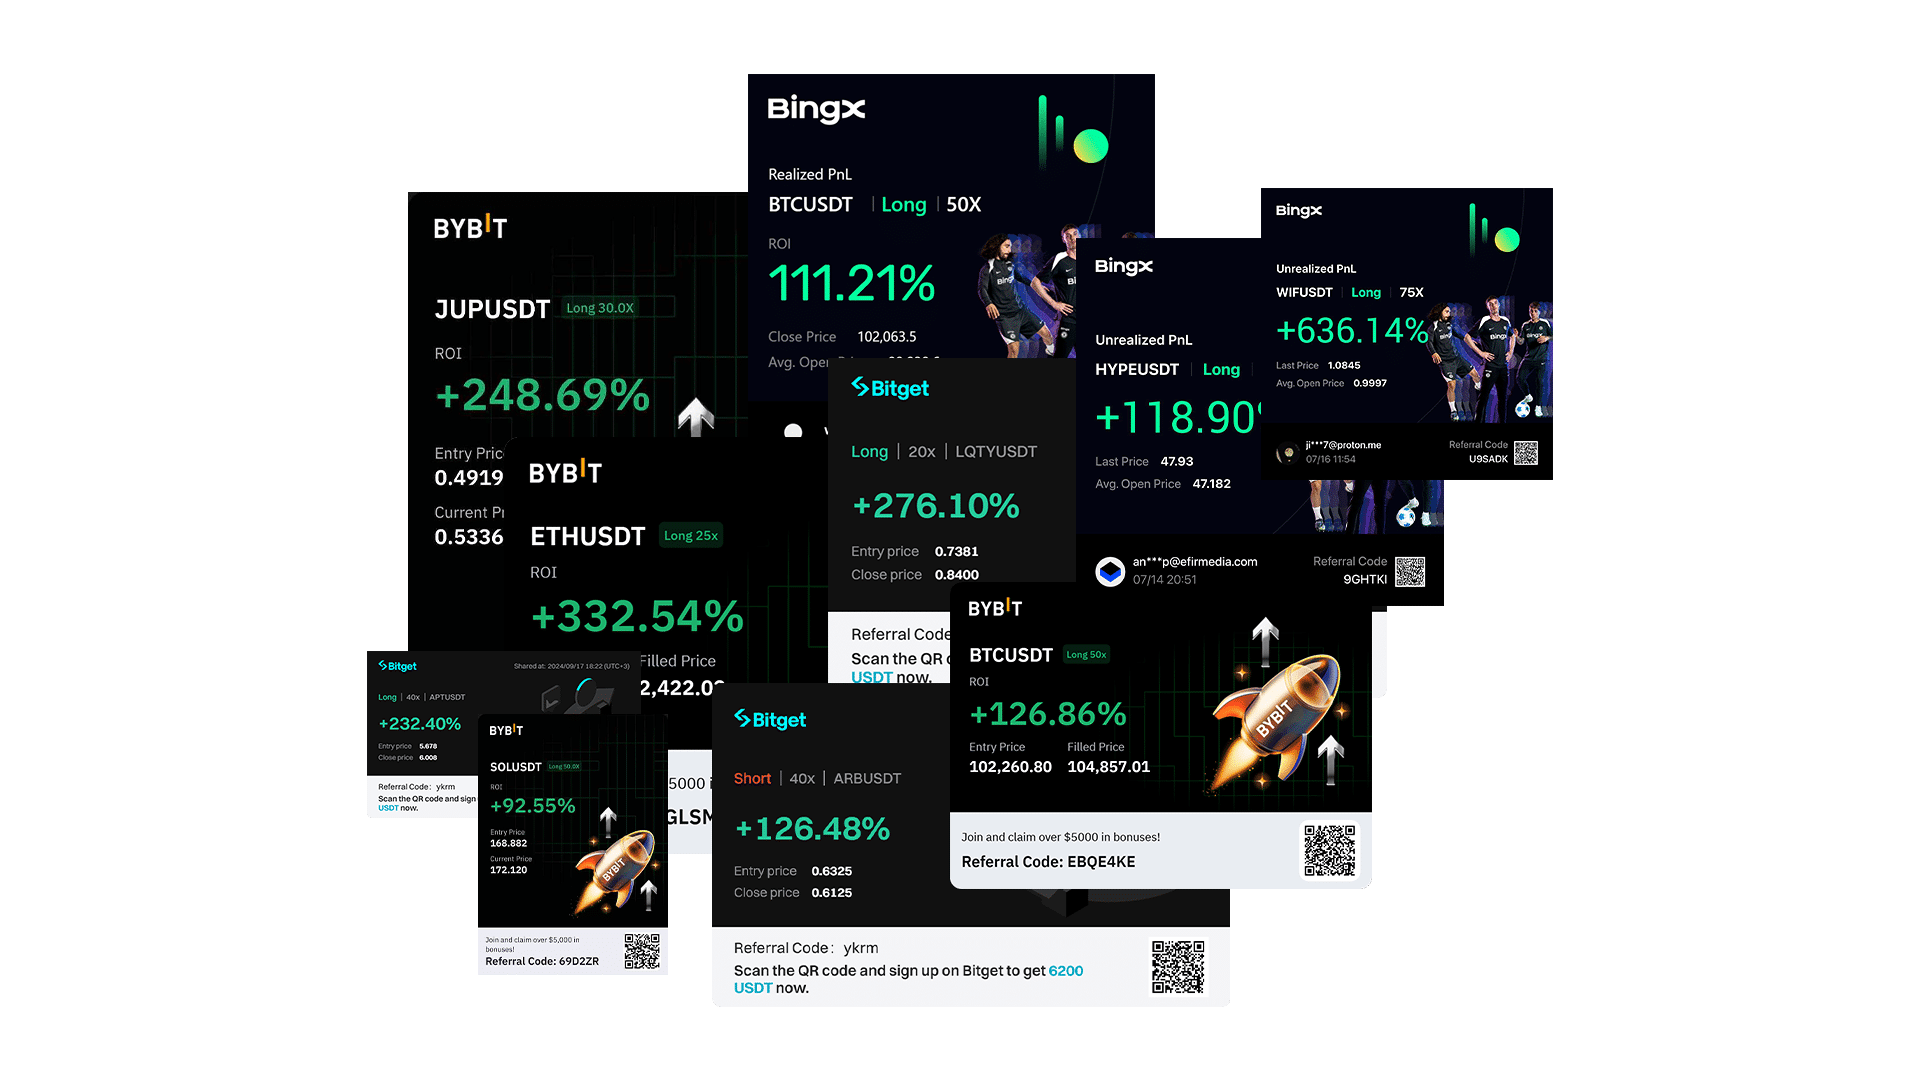 BingX
Realized PnL
BTCUSDT | Long | 50X
ROI
111.21%
Close Price 102,063.5
Avg. Open
BYBIT
JUPUSDT Long 30.0X
ROI
+248.69%
Entry Pric
0.4919
Current Pr
0.5336
BingX
Unrealized PnL
WIFUSDT | Long | 75X
+636.14%
Last Price 1.0845
Avg. Open Price 0.9997
ji***7@proton.me
07/16 11:54
Referral Code
U9SADK
BingX
Unrealized PnL
HYPEUSDT | Long |
+118.90
Last Price 47.93
Avg. Open Price 47.182
an***p@efirmedia.com
07/14 20:51
Referral Code
9GHTKI
Bitget
Long | 20x | LQTYUSDT
+276.10%
Entry price 0.7381
Close price 0.8400
Referral Code
Scan the QR
USDT now.
BYBIT
ETHUSDT Long 25x
ROI
+332.54%
Filled Price
2,422.0
5000 i
GLSM
Bitget
Shared at: 2024/09/17 18:22 (UTC+3)
Long | 40x | APTUSDT
+232.40%
Entry price 5.678
Close price 6.008
Referral Code: ykrm
Scan the QR code and sign
USDT now.
BYBIT
SOLUSDT Long 50.0X
ROI
+92.55%
Entry Price
168.882
Current Price
172.120
BYBIT
Join and claim over $5,000 in
bonuses!
Referral Code: 69D2ZR
Bitget
Short | 40x | ARBUSDT
+126.48%
Entry price 0.6325
Close price 0.6125
Referral Code: ykrm
Scan the QR code and sign up on Bitget to get 6200
USDT now.
BYBIT
BTCUSDT Long 50x
ROI
+126.86%
Entry Price Filled Price
102,260.80 104,857.01
BYBIT
Join and claim over $5000 in bonuses!
Referral Code: EBQE4KE